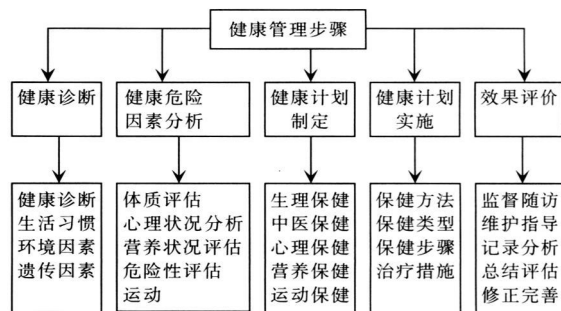 健康管理步骤
健康诊断
健康危险
因素分析
健康计划
制定
健康计划
实施
效果评价
健康诊断
生活习惯
环境因素
遗传因素
体质评估
心理状况分析
营养状况评估
危险性评估
运动
生理保健
中医保健
心理保健
营养保健
运动保健
保健方法
保健类型
保健步骤
治疗措施
监督随访
维护指导
记录分析
总结评估
修正完善